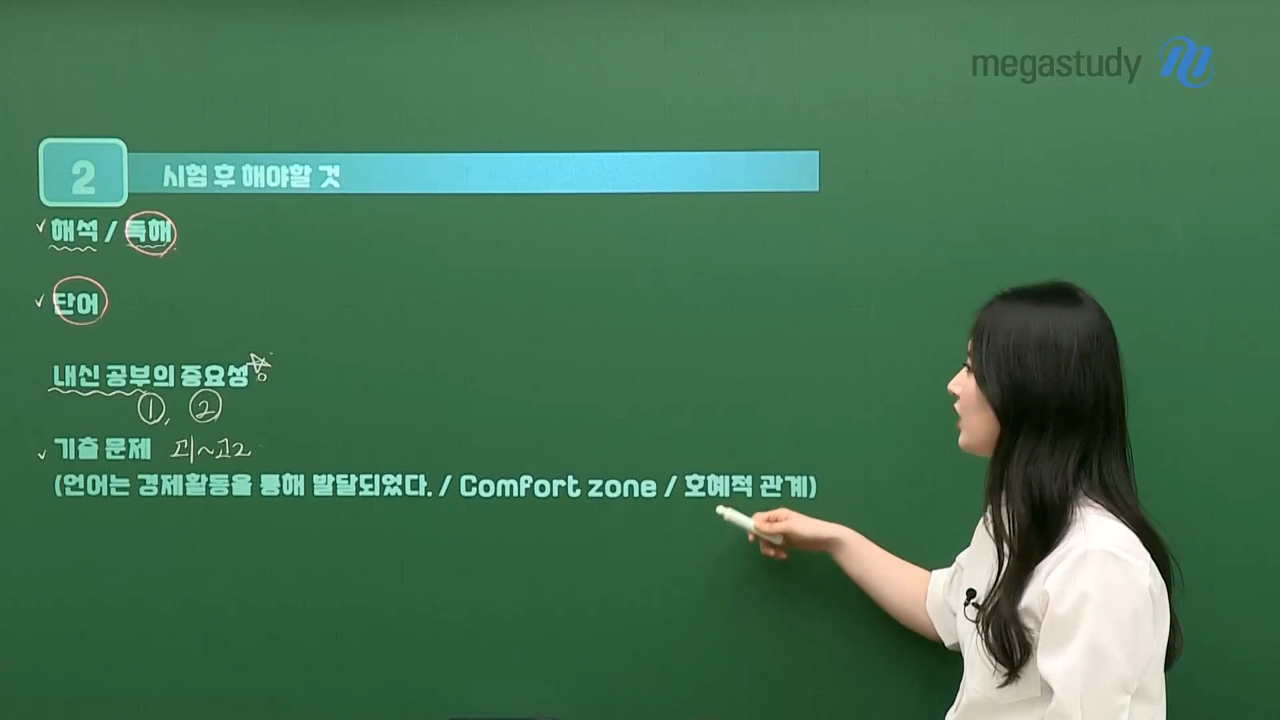 megastudy
2 시험 후 해야할 것
해석 / 독해
단어
내신 공부의 중요성
①, ②
기출 문제 고1~고2
(언어는 경제활동을 통해 발달되었다. / Comfort zone / 호혜적 관계)